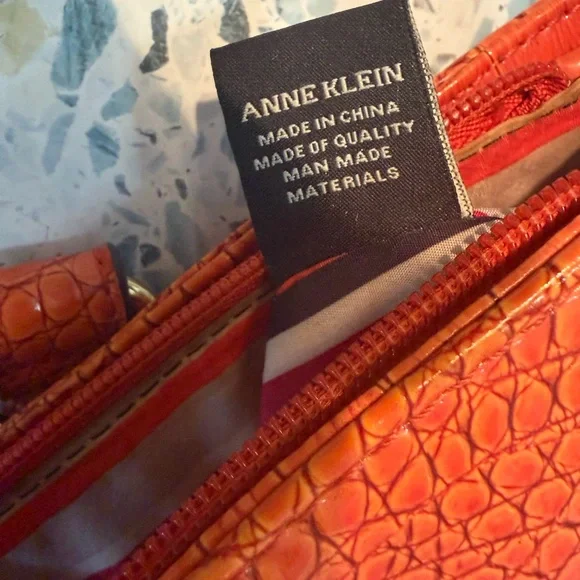 ANNE KLEIN
MADE IN CHINA
MADE OF QUALITY
MAN MADE
MATERIALS